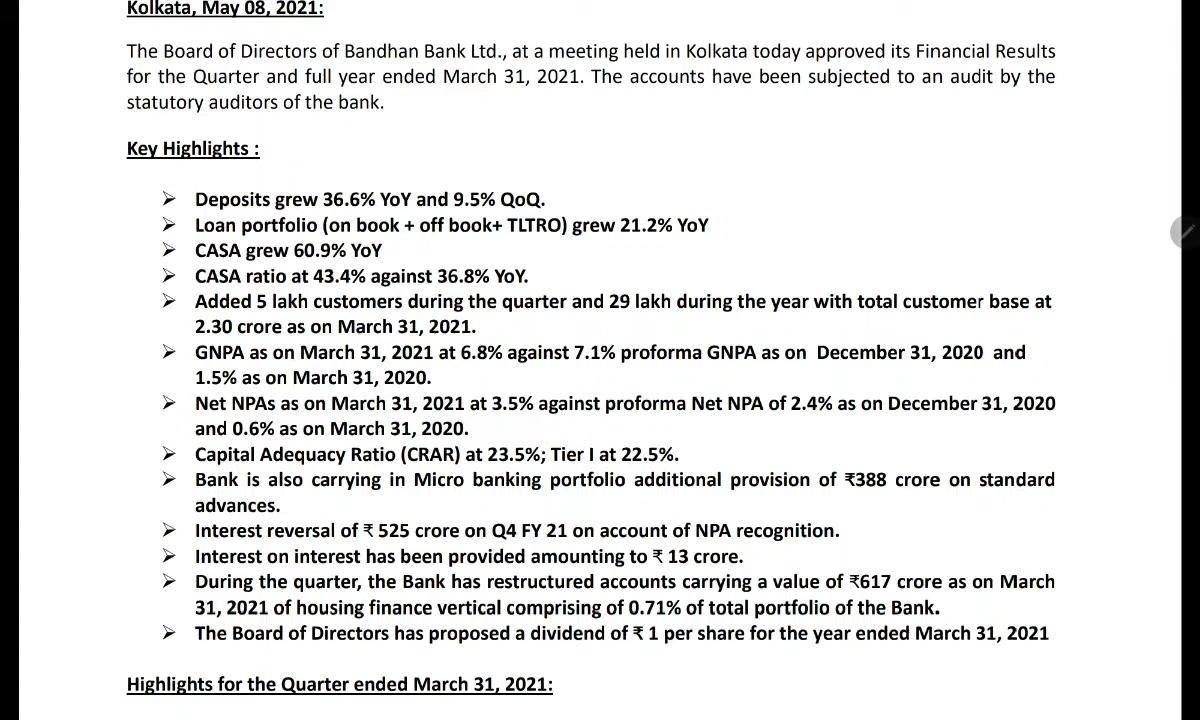 Kolkata, May 08, 2021:
The Board of Directors of Bandhan Bank Ltd., at a meeting held in Kolkata today approved its Financial Results
for the Quarter and full year ended March 31, 2021. The accounts have been subjected to an audit by the
statutory auditors of the bank.
Key Highlights :
➢ Deposits grew 36.6% YoY and 9.5% QoQ.
➢ Loan portfolio (on book + off book+ TLTRO) grew 21.2% YoY
➢ CASA grew 60.9% YoY
➢ CASA ratio at 43.4% against 36.8% YoY.
➢ Added 5 lakh customers during the quarter and 29 lakh during the year with total customer base at
2.30 crore as on March 31, 2021.
➢ GNPA as on March 31, 2021 at 6.8% against 7.1% proforma GNPA as on December 31, 2020 and
1.5% as on March 31, 2020.
➢ Net NPAs as on March 31, 2021 at 3.5% against proforma Net NPA of 2.4% as on December 31, 2020
and 0.6% as on March 31, 2020.
➢ Capital Adequacy Ratio (CRAR) at 23.5%; Tier I at 22.5%.
➢ Bank is also carrying in Micro banking portfolio additional provision of ₹388 crore on standard
advances.
➢ Interest reversal of ₹ 525 crore on Q4 FY 21 on account of NPA recognition.
➢ Interest on interest has been provided amounting to ₹ 13 crore.
➢ During the quarter, the Bank has restructured accounts carrying a value of ₹617 crore as on March
31, 2021 of housing finance vertical comprising of 0.71% of total portfolio of the Bank.
➢ The Board of Directors has proposed a dividend of ₹ 1 per share for the year ended March 31, 2021
Highlights for the Quarter ended March 31, 2021: